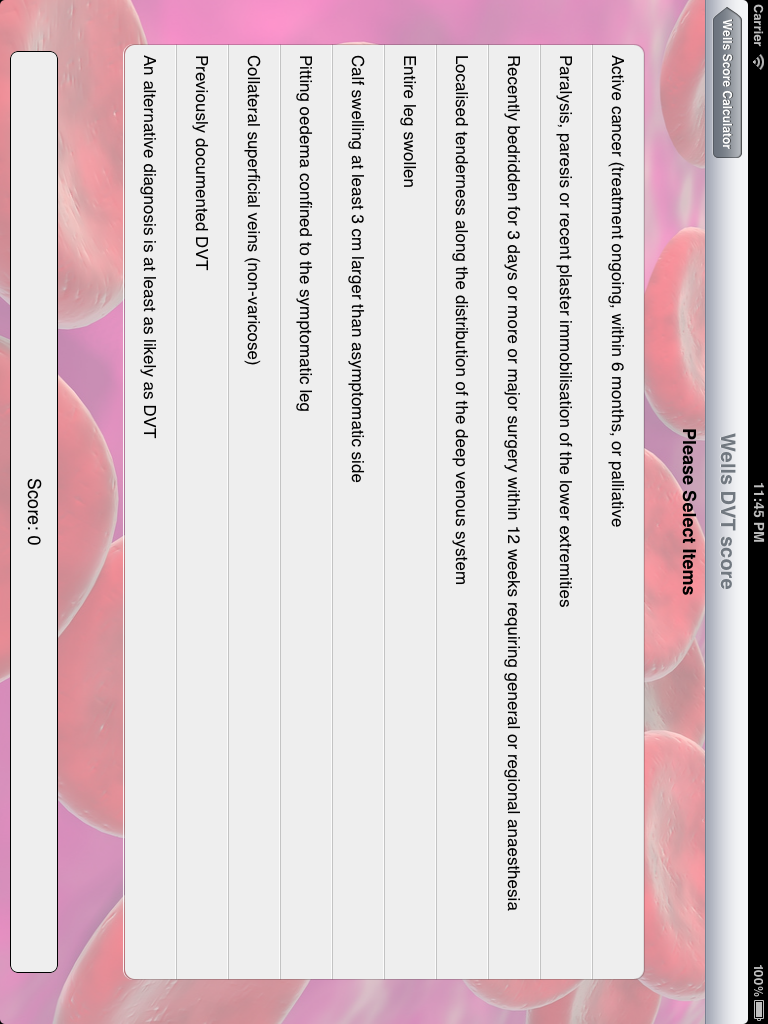 Carrier
11:45 PM
100%
Wells Score Calculator
Wells DVT score
Please Select Items
Active cancer (treatment ongoing, within 6 months, or palliative
Paralysis, paresis or recent plaster immobilisation of the lower extremities
Recently bedridden for 3 days or more or major surgery within 12 weeks requiring general or regional anaesthesia
Localised tenderness along the distribution of the deep venous system
Entire leg swollen
Calf swelling at least 3 cm larger than asymptomatic side
Pitting oedema confined to the symptomatic leg
Collateral superficial veins (non-varicose)
Previously documented DVT
An alternative diagnosis is at least as likely as DVT
Score: 0